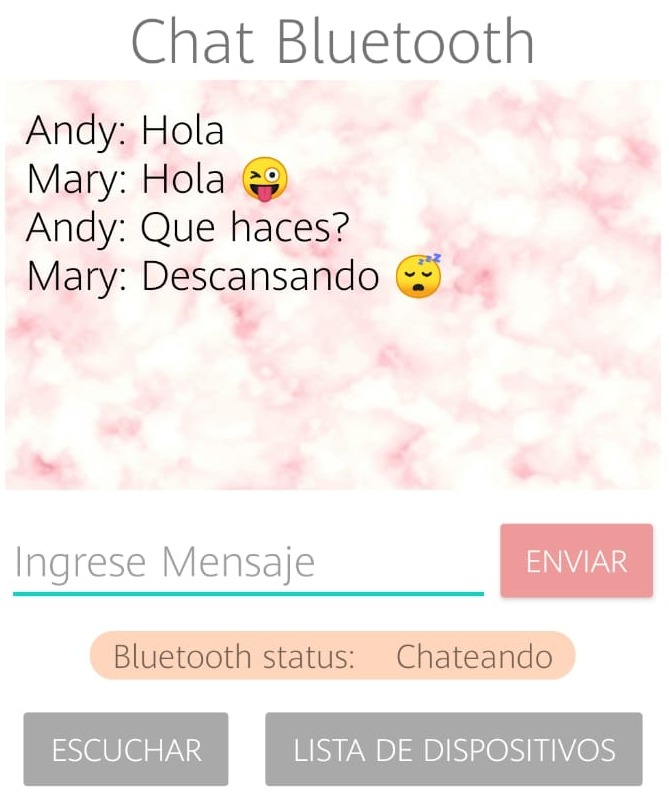 Chat Bluetooth
Andy: Hola
Mary: Hola 😜
Andy: Que haces?
Mary: Descansando 😴
Ingrese Mensaje
ENVIAR
Bluetooth status: Chateando
ESCUCHAR
LISTA DE DISPOSITIVOS